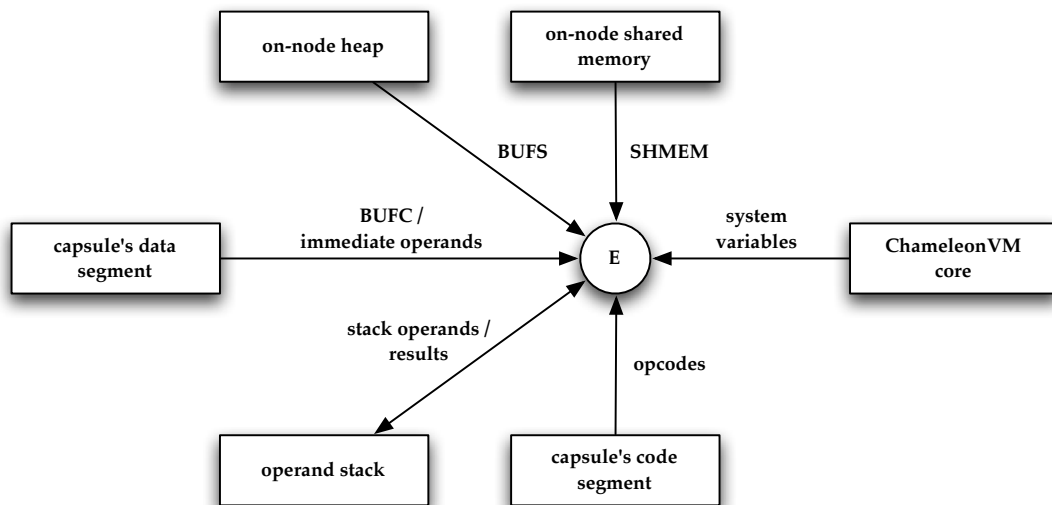 on-node heap
on-node shared
memory
BUFS
SHMEM
BUFC /
immediate operands
system
variables
capsule's data
segment
E
ChameleonVM
core
stack operands /
results
opcodes
operand stack
capsule's code
segment